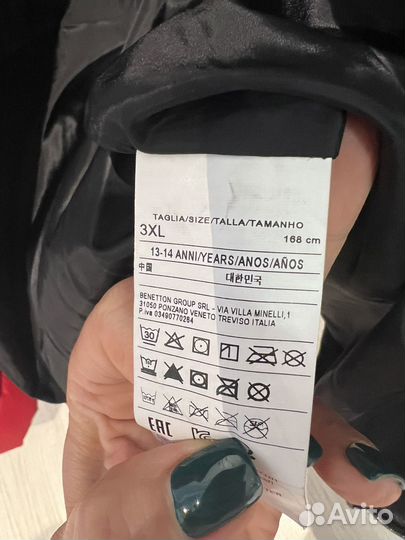 TAGLIA/SIZE/TALLA/TAMANHO
3XL 168 cm
13-14 ANNI/YEARS/ANOS/AÑOS
中国 대한민국
BENETTON GROUP SRL - VIA VILLA MINELLI,1
31050 PONZANO VENETO TREVISO ITALIA
P.iva 03490770264
30
EAC
Avito